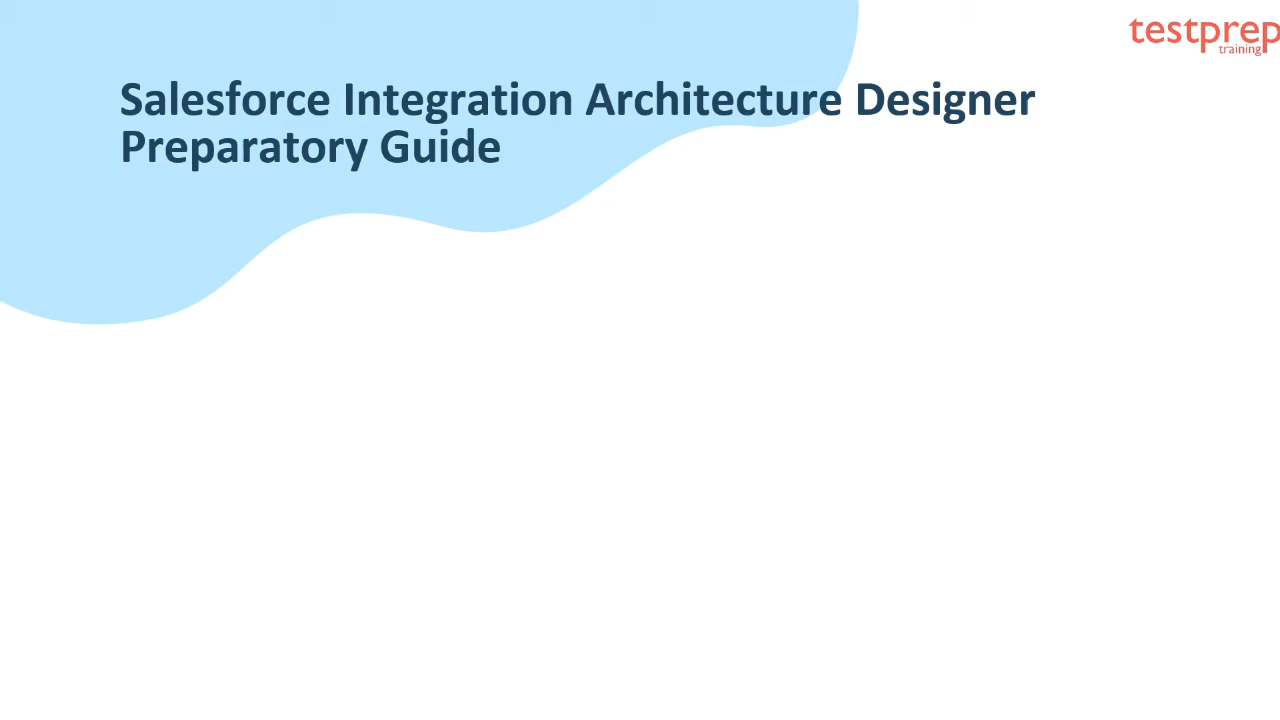 testprep
training
Salesforce Integration Architecture Designer
Preparatory Guide